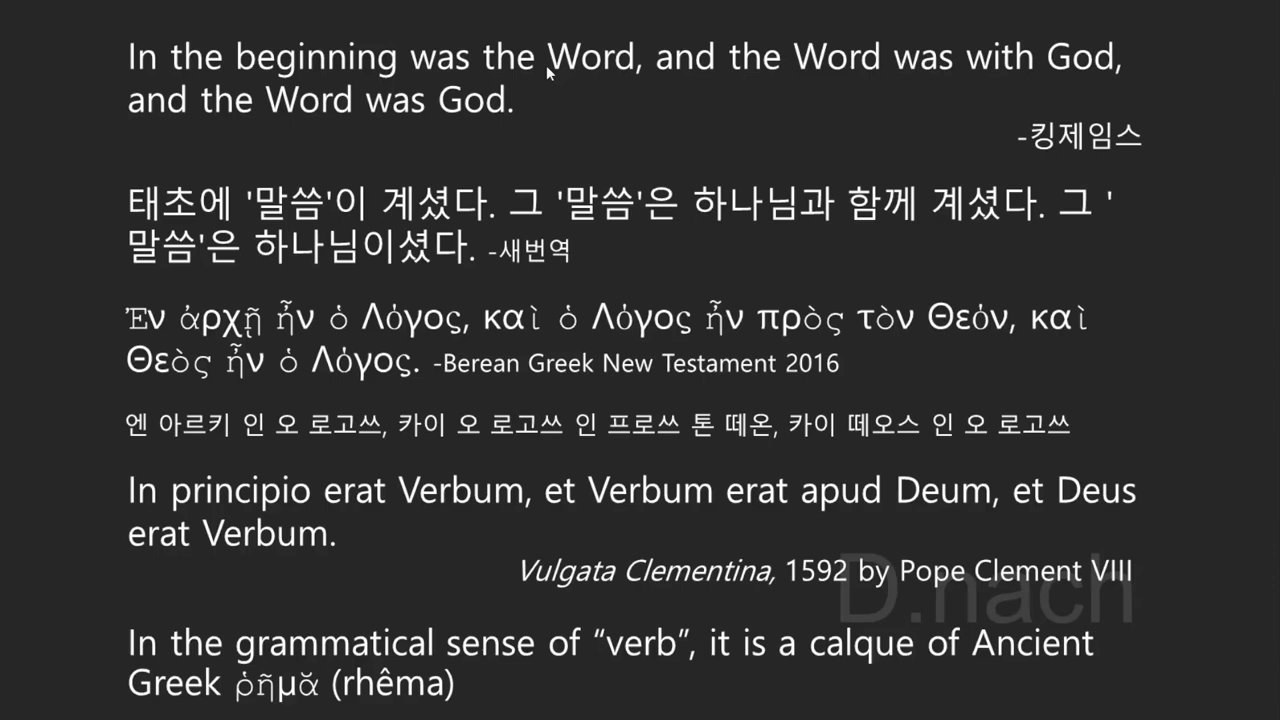 In the beginning was the Word, and the Word was with God,
and the Word was God.
-킹제임스
태초에 '말씀'이 계셨다. 그 '말씀'은 하나님과 함께 계셨다. 그 '
말씀'은 하나님이셨다. -새번역
Ἐν ἀρχῇ ἦν ὁ Λόγος, καὶ ὁ Λόγος ἦν πρὸς τὸν Θεόν, καὶ
Θεὸς ἦν ὁ Λόγος. -Berean Greek New Testament 2016
엔 아르키 인 오 로고쓰, 카이 오 로고쓰 인 프로쓰 톤 떼온, 카이 떼오스 인 오 로고쓰
In principio erat Verbum, et Verbum erat apud Deum, et Deus
erat Verbum.
Vulgata Clementina, 1592 by Pope Clement VIII
D.nach
In the grammatical sense of “verb”, it is a calque of Ancient
Greek ῥῆμᾰ (rhêma)